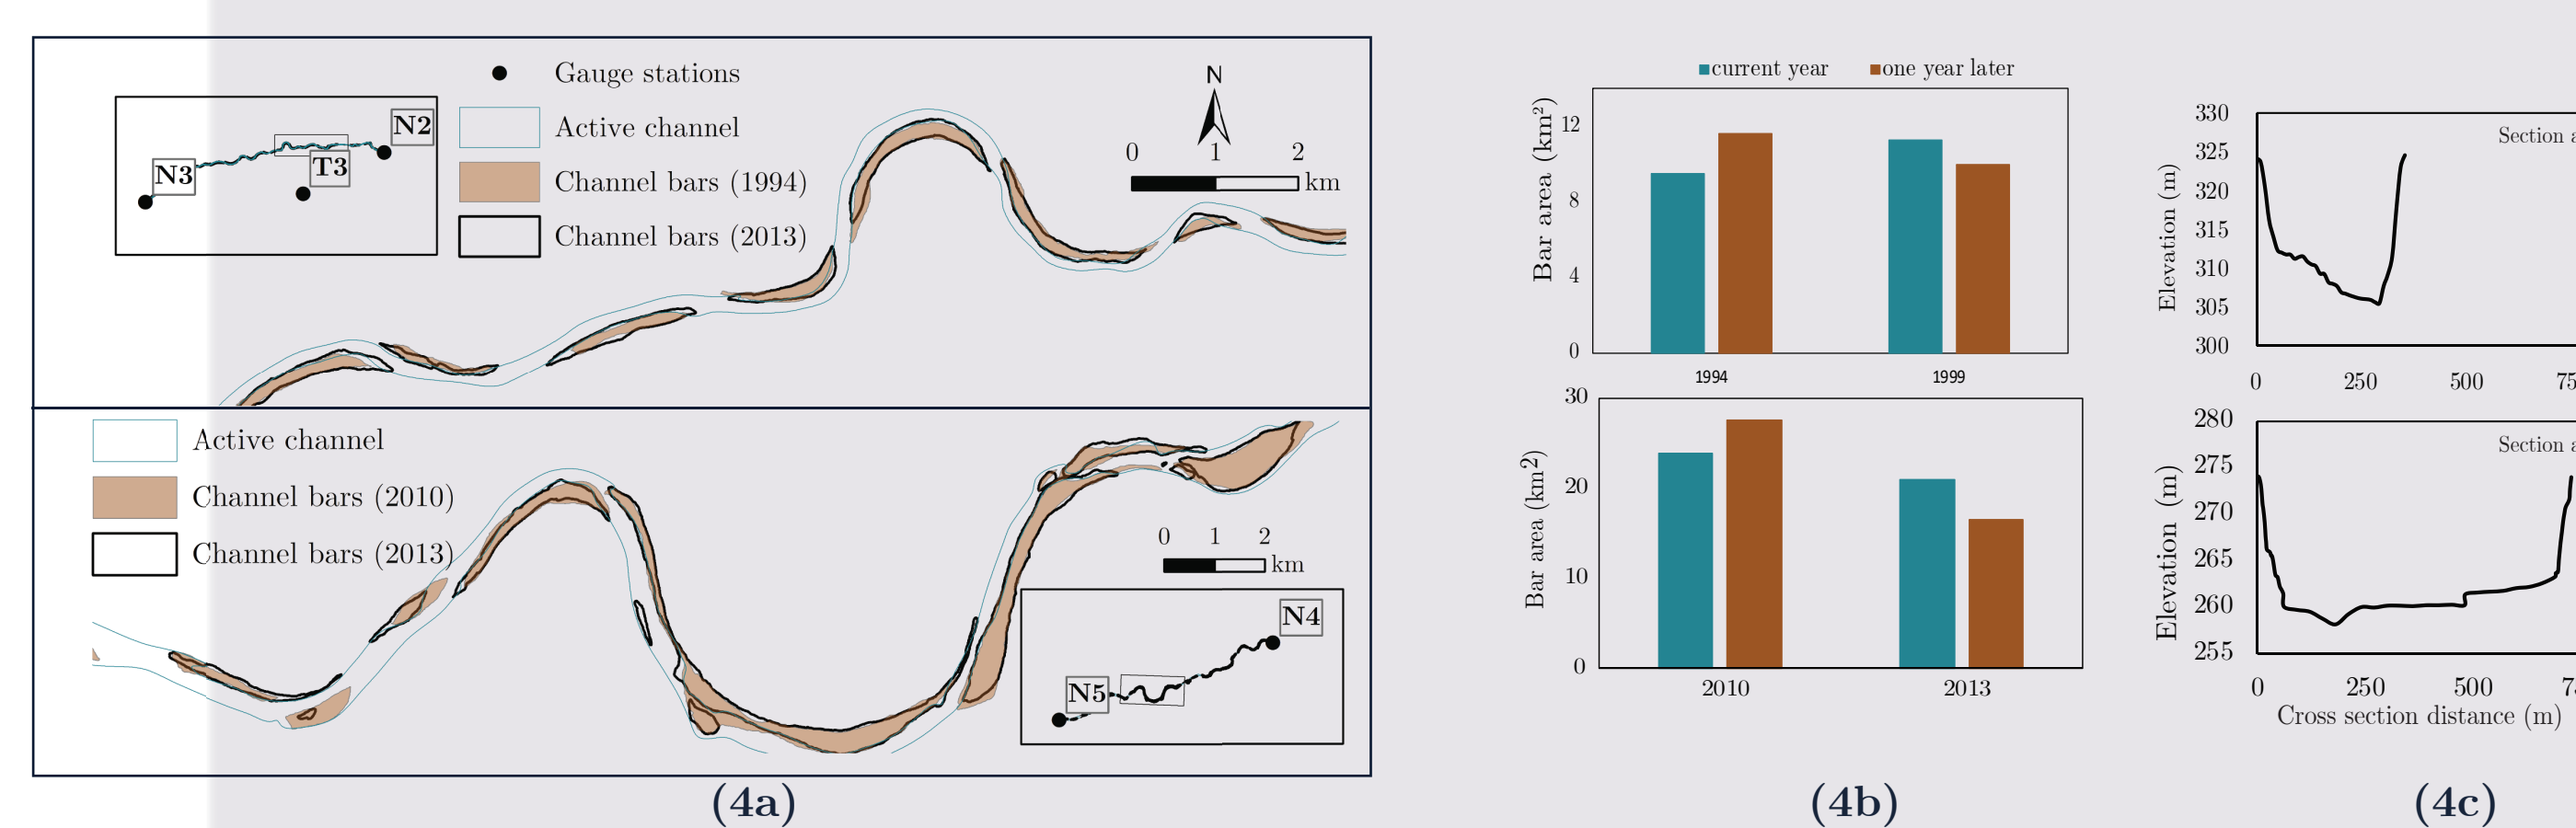 Gauge stations
Active channel
Channel bars (1994)
Channel bars (2013)
N2
N3
T3
N
0 1 2
km
Active channel
Channel bars (2010)
Channel bars (2013)
0 1 2
km
N4
N5
(4a)
current year one year later
Bar area (km²)
12
8
4
0
1994 1999
Bar area (km2)
30
20
10
0
2010 2013
(4b)
Elevation (m)
330
325
320
315
310
305
300
Section
0 250 500
Elevation (m)
280
275
270
265
260
255
Section
0 250 500
Cross section distance (m)
(4c)